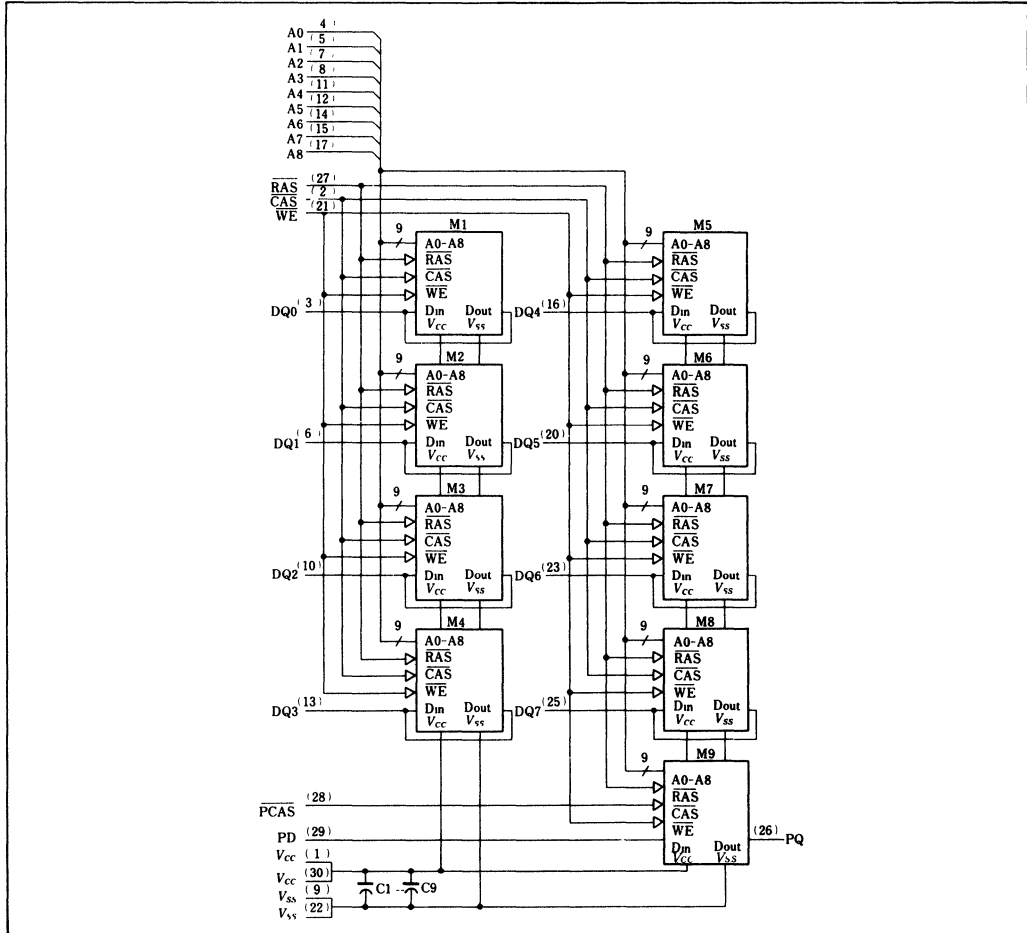 A0 (4)
A1 (5)
A2 (7)
A3 (8)
A4 (11)
A5 (12)
A6 (14)
A7 (15)
A8 (17)
RAS (27)
CAS (2)
WE (21)
M1
9
A0-A8
RAS
CAS
WE
DQ0 (3) Din Dout
Vcc Vss
M2
9
A0-A8
RAS
CAS
WE
DQ1 (6) Din Dout
Vcc Vss
M3
9
A0-A8
RAS
CAS
WE
DQ2 (10) Din Dout
Vcc Vss
M4
9
A0-A8
RAS
CAS
WE
DQ3 (13) Din Dout
Vcc Vss
M5
9
A0-A8
RAS
CAS
WE
DQ4 (16) Din Dout
Vcc Vss
M6
9
A0-A8
RAS
CAS
WE
DQ5 (20) Din Dout
Vcc Vss
M7
9
A0-A8
RAS
CAS
WE
DQ6 (23) Din Dout
Vcc Vss
M8
9
A0-A8
RAS
CAS
WE
DQ7 (25) Din Dout
Vcc Vss
M9
9
A0-A8
RAS
CAS
WE
Din Dout (26) PQ
Vcc Vss
PCAS (28)
PD (29)
Vcc (1)
Vcc (30)
Vss (9)
Vss (22)
C1 -- C9